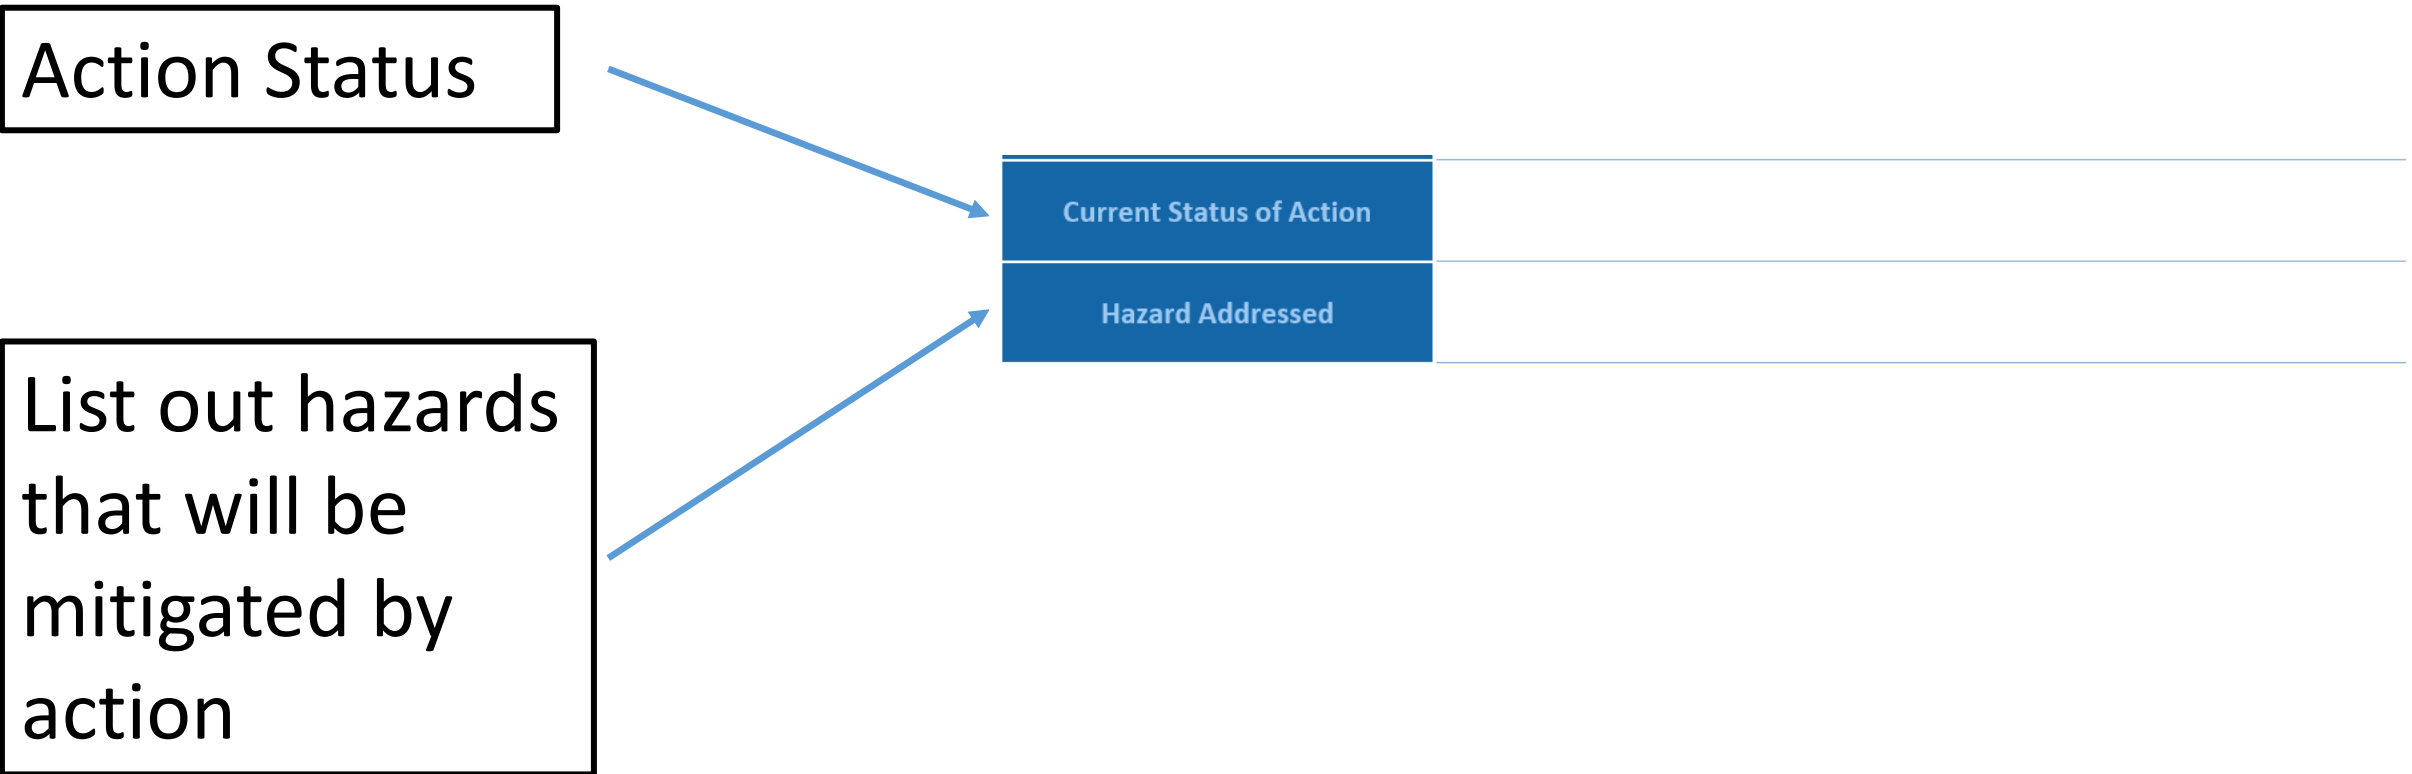 Action Status
Current Status of Action
Hazard Addressed
List out hazards
that will be
mitigated by
action